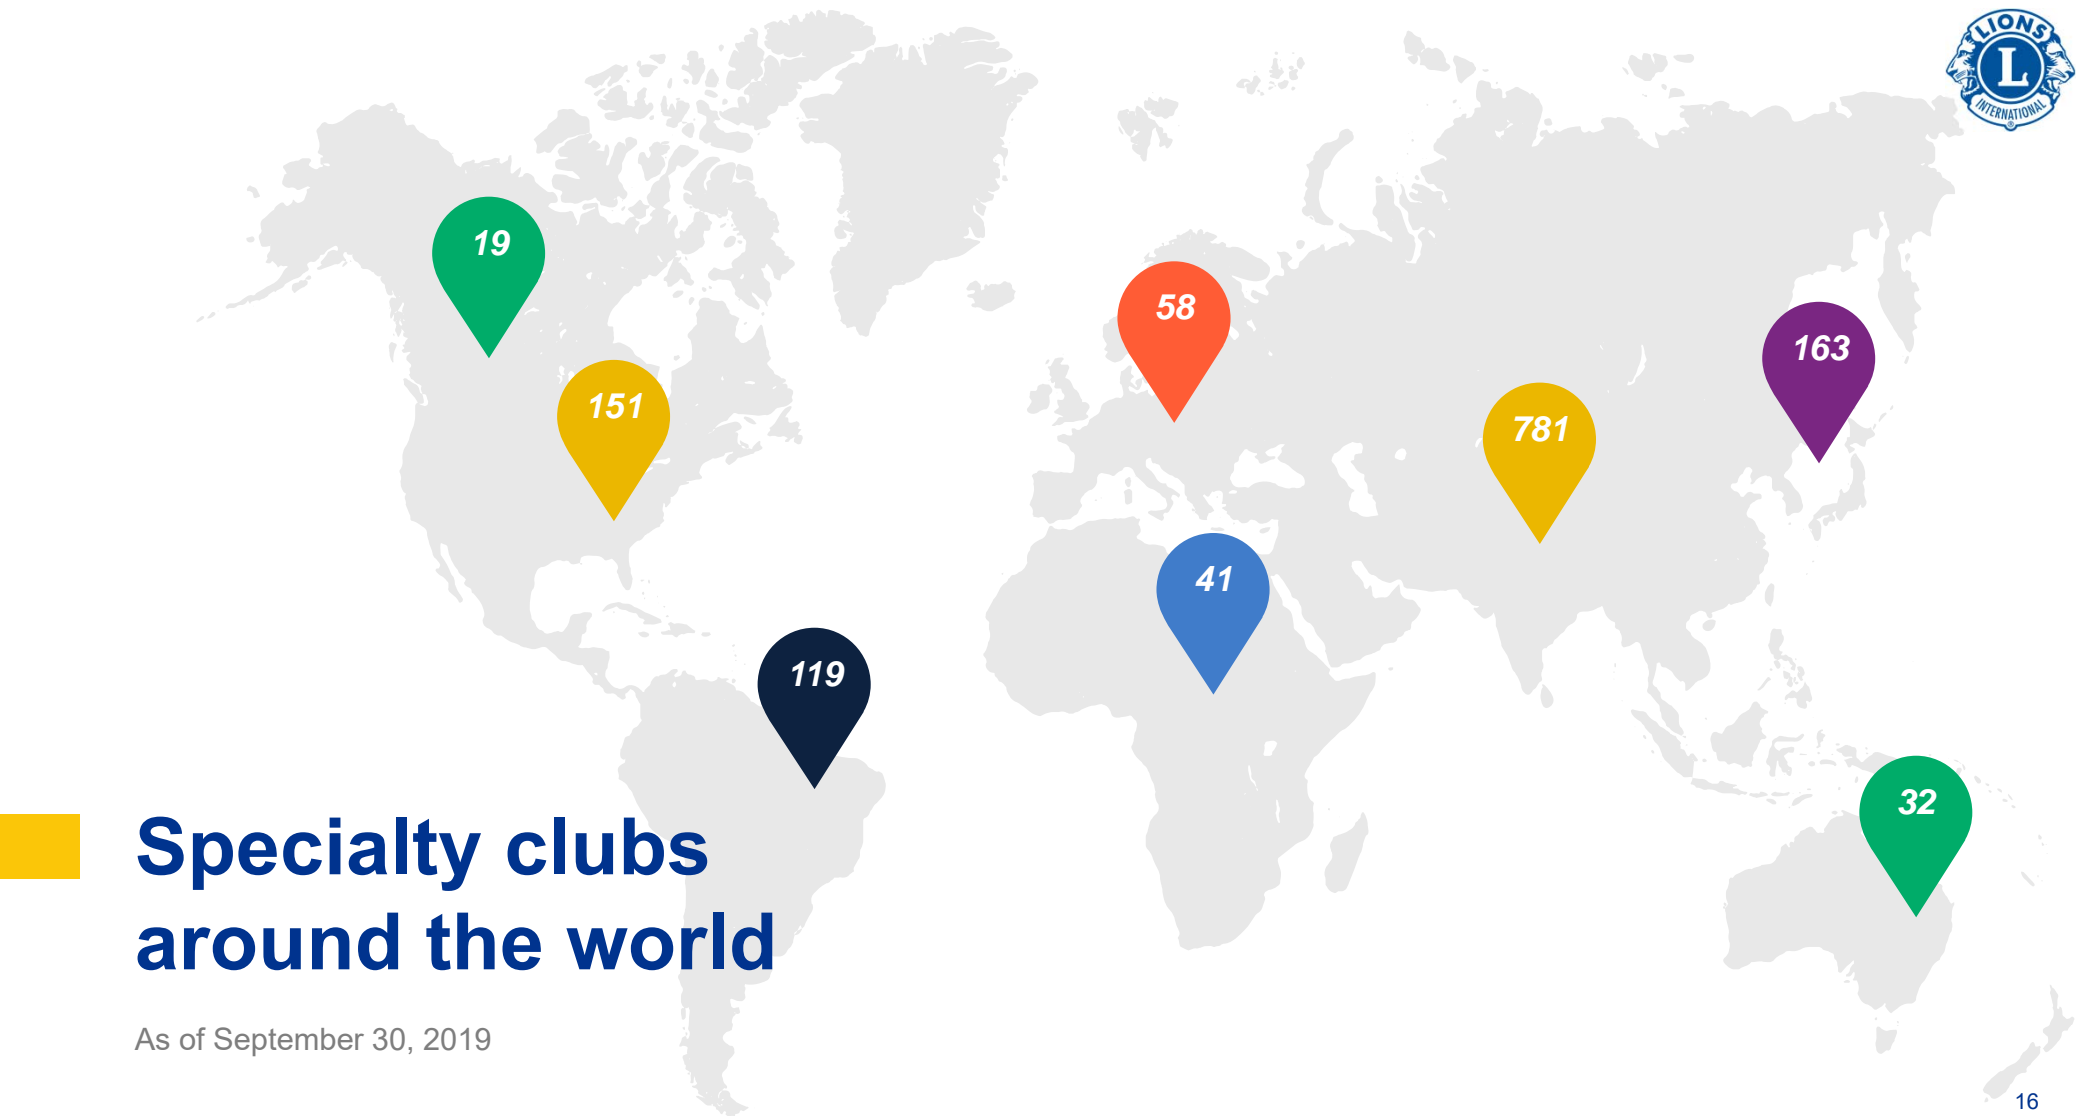 LIONS
L
INTERNATIONAL
®
19
58
163
151
781
41
119
32
Specialty clubs
around the world
As of September 30, 2019
16